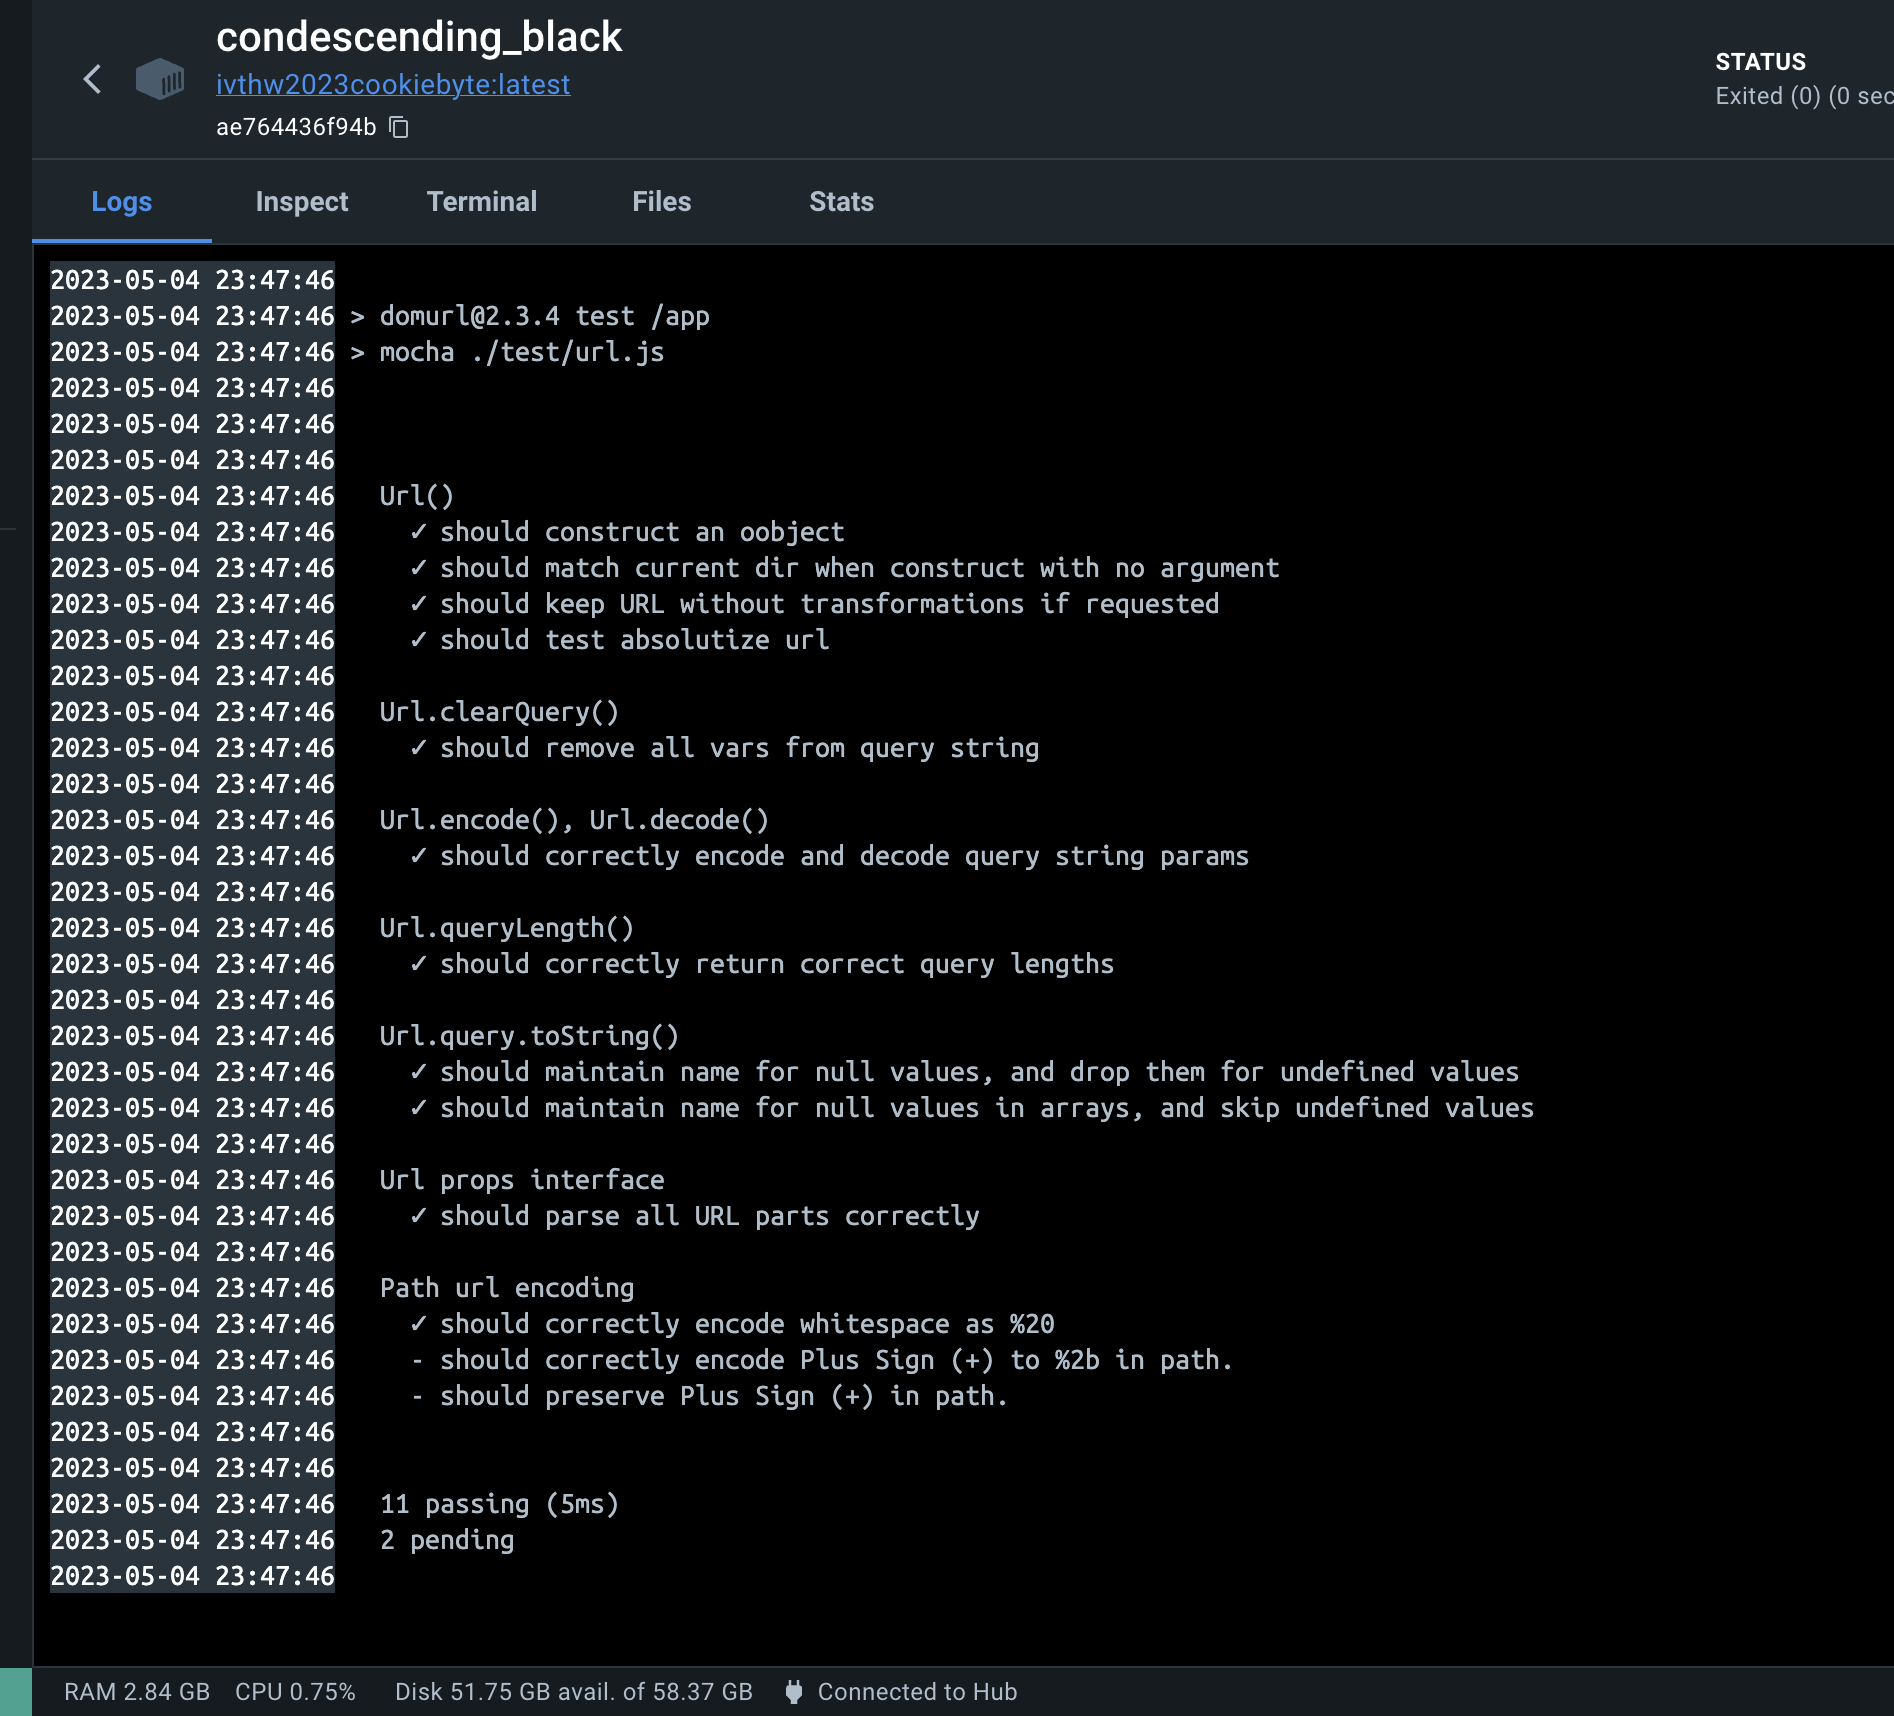 condescending_black
ivthw2023cookiebyte:latest
ae764436f94b
STATUS
Exited (0) (0 sec
Logs Inspect Terminal Files Stats
2023-05-04 23:47:46
2023-05-04 23:47:46 > domurl@2.3.4 test /app
2023-05-04 23:47:46 > mocha ./test/url.js
2023-05-04 23:47:46
2023-05-04 23:47:46
2023-05-04 23:47:46
2023-05-04 23:47:46 Url()
2023-05-04 23:47:46 ✓ should construct an oobject
2023-05-04 23:47:46 ✓ should match current dir when construct with no argument
2023-05-04 23:47:46 ✓ should keep URL without transformations if requested
2023-05-04 23:47:46 ✓ should test absolutize url
2023-05-04 23:47:46
2023-05-04 23:47:46 Url.clearQuery()
2023-05-04 23:47:46 ✓ should remove all vars from query string
2023-05-04 23:47:46
2023-05-04 23:47:46 Url.encode(), Url.decode()
2023-05-04 23:47:46 ✓ should correctly encode and decode query string params
2023-05-04 23:47:46
2023-05-04 23:47:46 Url.queryLength()
2023-05-04 23:47:46 ✓ should correctly return correct query lengths
2023-05-04 23:47:46
2023-05-04 23:47:46 Url.query.toString()
2023-05-04 23:47:46 ✓ should maintain name for null values, and drop them for undefined values
2023-05-04 23:47:46 ✓ should maintain name for null values in arrays, and skip undefined values
2023-05-04 23:47:46
2023-05-04 23:47:46 Url props interface
2023-05-04 23:47:46 ✓ should parse all URL parts correctly
2023-05-04 23:47:46
2023-05-04 23:47:46 Path url encoding
2023-05-04 23:47:46 ✓ should correctly encode whitespace as %20
2023-05-04 23:47:46 - should correctly encode Plus Sign (+) to %2b in path.
2023-05-04 23:47:46 - should preserve Plus Sign (+) in path.
2023-05-04 23:47:46
2023-05-04 23:47:46
2023-05-04 23:47:46 11 passing (5ms)
2023-05-04 23:47:46 2 pending
2023-05-04 23:47:46
RAM 2.84 GB CPU 0.75% Disk 51.75 GB avail. of 58.37 GB Connected to Hub